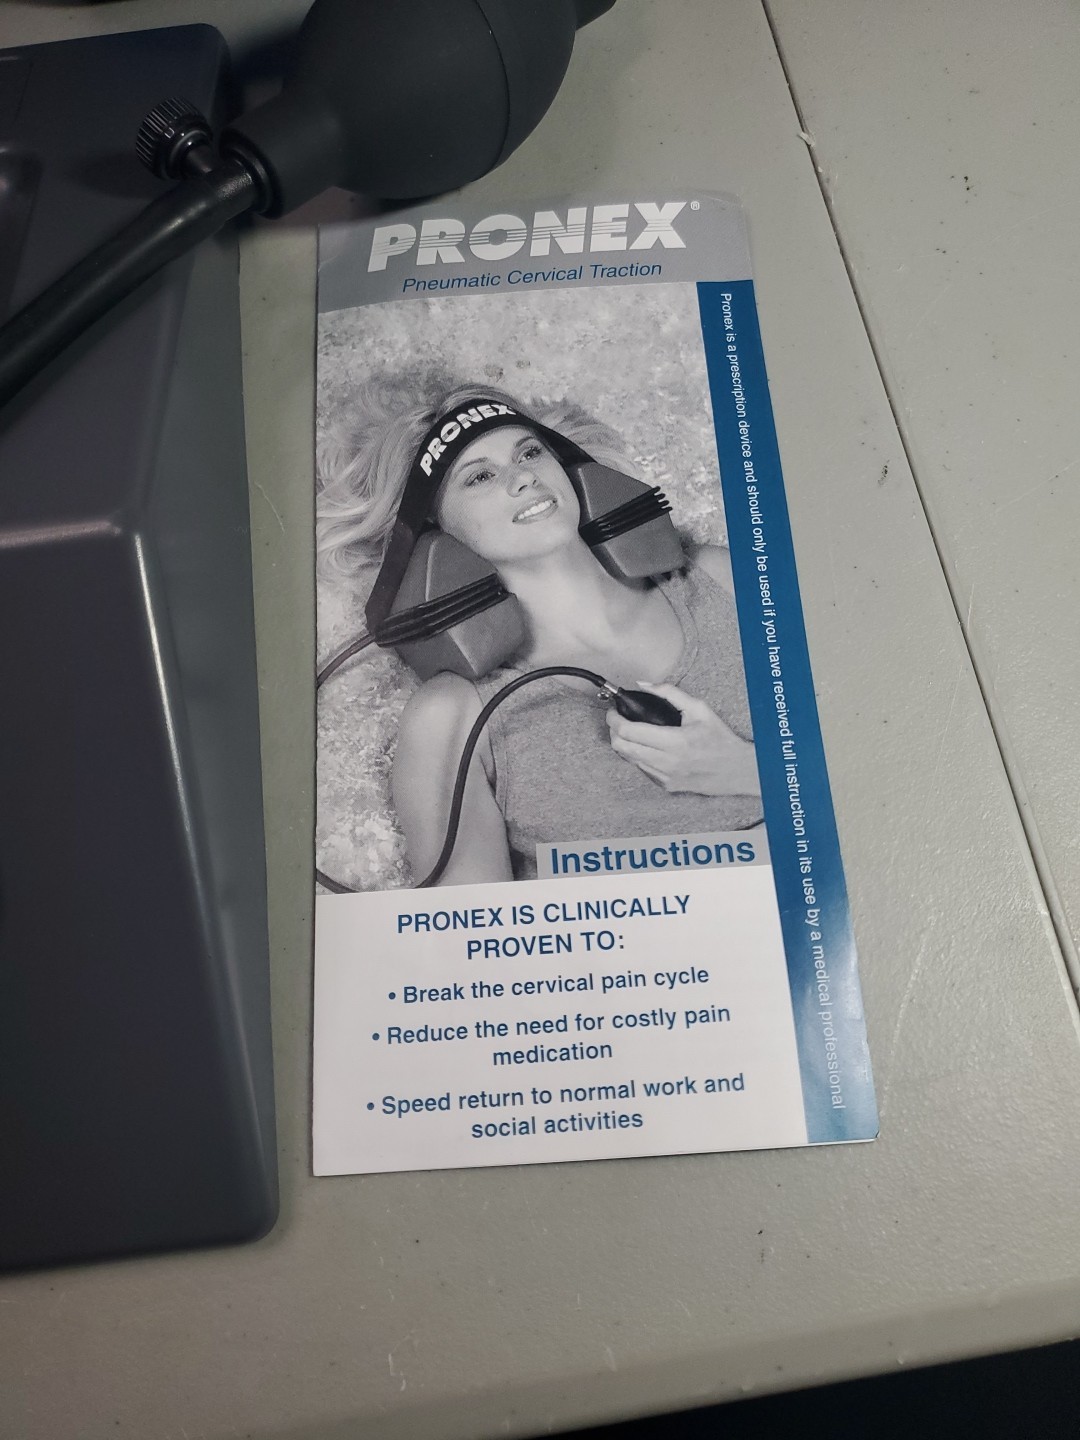 PRONEX®
Pneumatic Cervical Traction
PRONEX
Pronex is a prescription device and should only be used if you have received full instruction in its use by a medical professional
Instructions
PRONEX IS CLINICALLY
PROVEN TO:
• Break the cervical pain cycle
• Reduce the need for costly pain
medication
• Speed return to normal work and
social activities